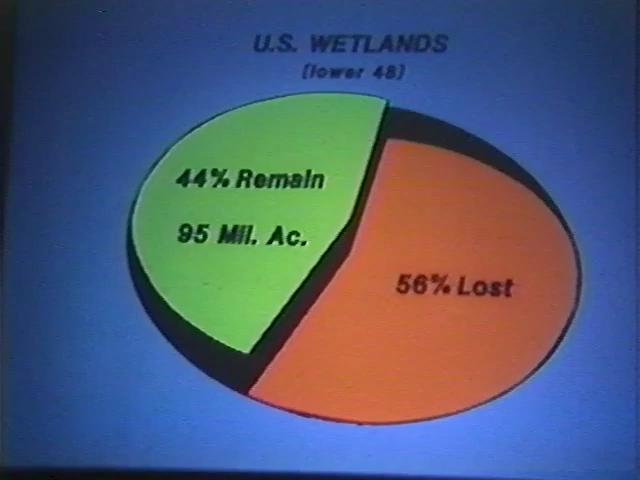 U.S. WETLANDS
(lower 48)
44% Remain
95 Mil. Ac.
56% Lost